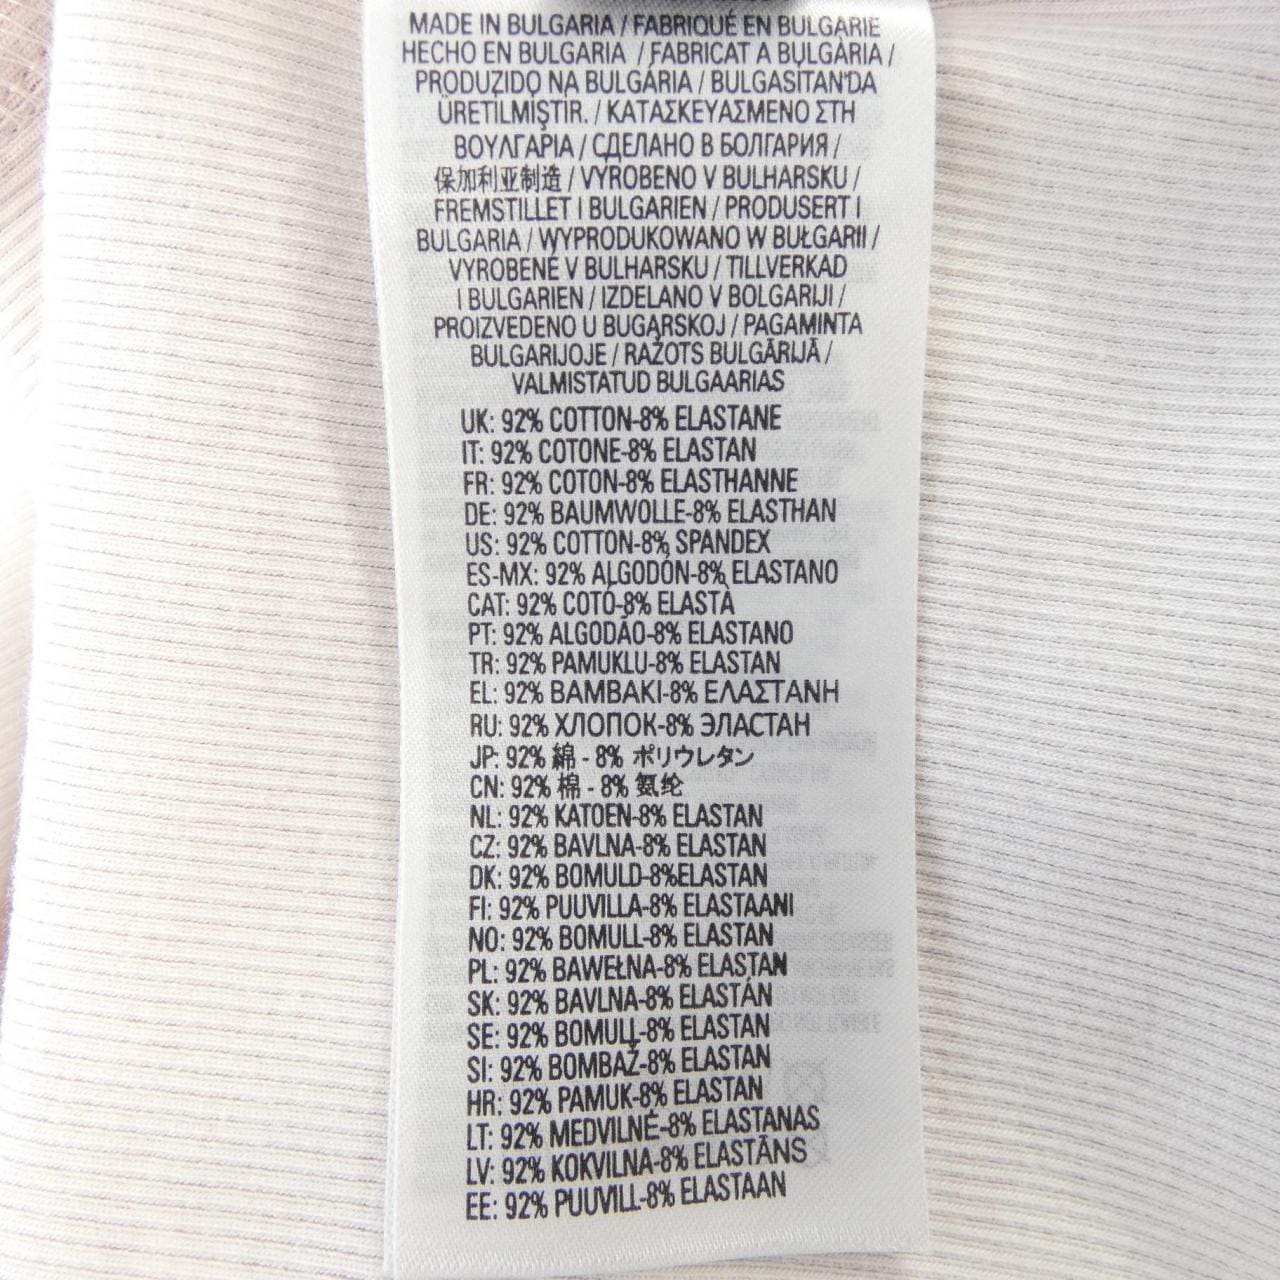 MADE IN BULGARIA / FABRIQUÉ EN BULGARIE
HECHO EN BULGARIA / FABRICAT A BULGÀRIA /
PRODUZIDO NA BULGÁRIA / BULGASİTAN'DA
ÜRETİLMİŞTİR. / ΚΑΤΑΣΚΕΥΑΣΜΕΝΟ ΣΤΗ
ΒΟΥΛΓΑΡΙΑ / СДЕЛАНО В БОЛГАРИЯ /
保加利亚制造 / VYROBENO V BULHARSKU /
FREMSTILLET I BULGARIEN / PRODUSERT I
BULGARIA / WYPRODUKOWANO W BUŁGARII /
VYROBENÉ V BULHARSKU / TILLVERKAD
I BULGARIEN / IZDELANO V BOLGARIJI /
PROIZVEDENO U BUGARSKOJ / PAGAMINTA
BULGARIJOJE / RAŽOTS BULGĀRIJĀ /
VALMISTATUD BULGAARIAS
UK: 92% COTTON-8% ELASTANE
IT: 92% COTONE-8% ELASTAN
FR: 92% COTON-8% ELASTHANNE
DE: 92% BAUMWOLLE-8% ELASTHAN
US: 92% COTTON-8% SPANDEX
ES-MX: 92% ALGODÓN-8% ELASTANO
CAT: 92% COTÓ-8% ELASTÀ
PT: 92% ALGODÃO-8% ELASTANO
TR: 92% PAMUKLU-8% ELASTAN
EL: 92% ΒΑΜΒΑΚΙ-8% ΕΛΑΣΤΑΝΗ
RU: 92% ХЛОПОК-8% ЭЛАСТАН
JP: 92% 綿 - 8% ポリウレタン
CN: 92% 棉 - 8% 氨纶
NL: 92% KATOEN-8% ELASTAN
CZ: 92% BAVLNA-8% ELASTAN
DK: 92% BOMULD-8%ELASTAN
FI: 92% PUUVILLA-8% ELASTAANI
NO: 92% BOMULL-8% ELASTAN
PL: 92% BAWEŁNA-8% ELASTAN
SK: 92% BAVLNA-8% ELASTÁN
SE: 92% BOMULL-8% ELASTAN
SI: 92% BOMBAŽ-8% ELASTAN
HR: 92% PAMUK-8% ELASTAN
LT: 92% MEDVILNĖ-8% ELASTANAS
LV: 92% KOKVILNA-8% ELASTĀNS
EE: 92% PUUVILL-8% ELASTAAN